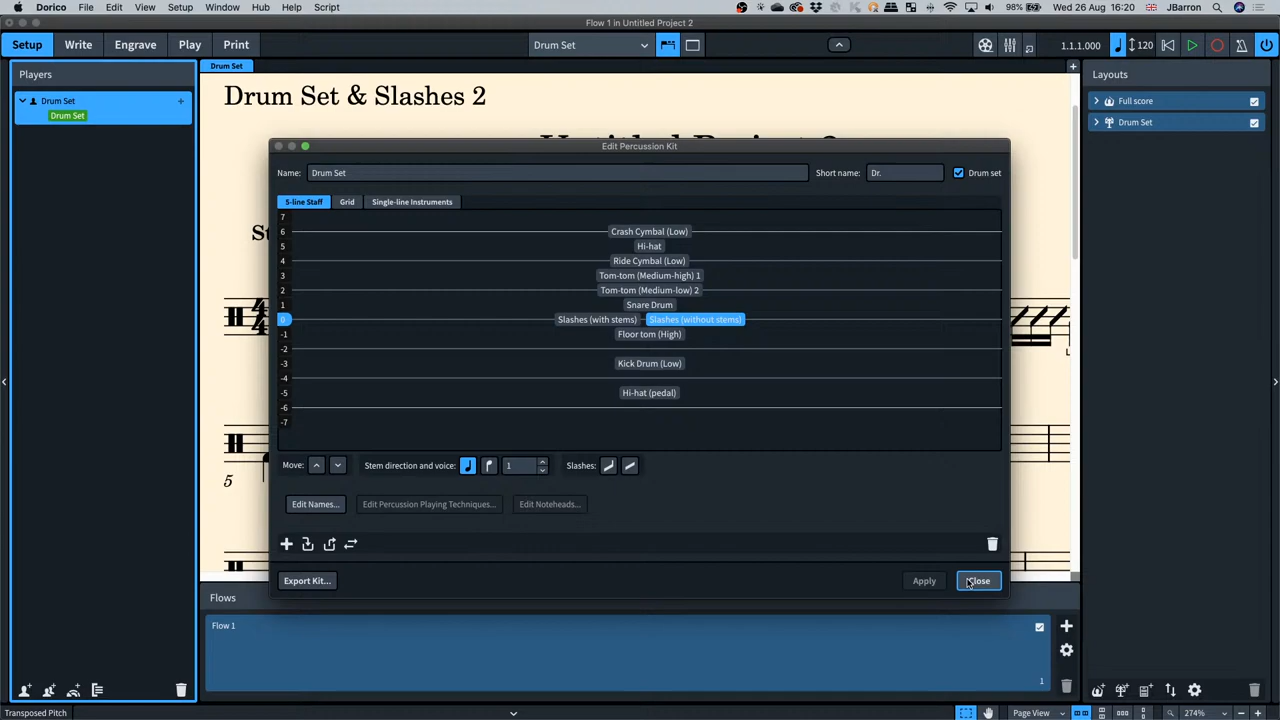 Dorico File Edit View Setup Window Hub Help Script 98% Wed 26 Aug 16:20 JBarron
Flow 1 in Untitled Project 2
Setup Write Engrave Play Print Drum Set 1.1.1.000 120
Players
Drum Set
Drum Set
Drum Set
Drum Set & Slashes 2
5
Edit Percussion Kit
Name: Drum Set Short name: Dr. Drum set
5-line Staff Grid Single-line Instruments
7
6 Crash Cymbal (Low)
5 Hi-hat
4 Ride Cymbal (Low)
3 Tom-tom (Medium-high) 1
2 Tom-tom (Medium-low) 2
1 Snare Drum
0 Slashes (with stems) Slashes (without stems)
-1 Floor tom (High)
-2
-3 Kick Drum (Low)
-4
-5 Hi-hat (pedal)
-6
-7
Move: Stem direction and voice: 1 Slashes:
Edit Names... Edit Percussion Playing Techniques... Edit Noteheads...
Export Kit... Apply Close
Layouts
Full score
Drum Set
Flows
Flow 1
1
Transposed Pitch Page View 274%